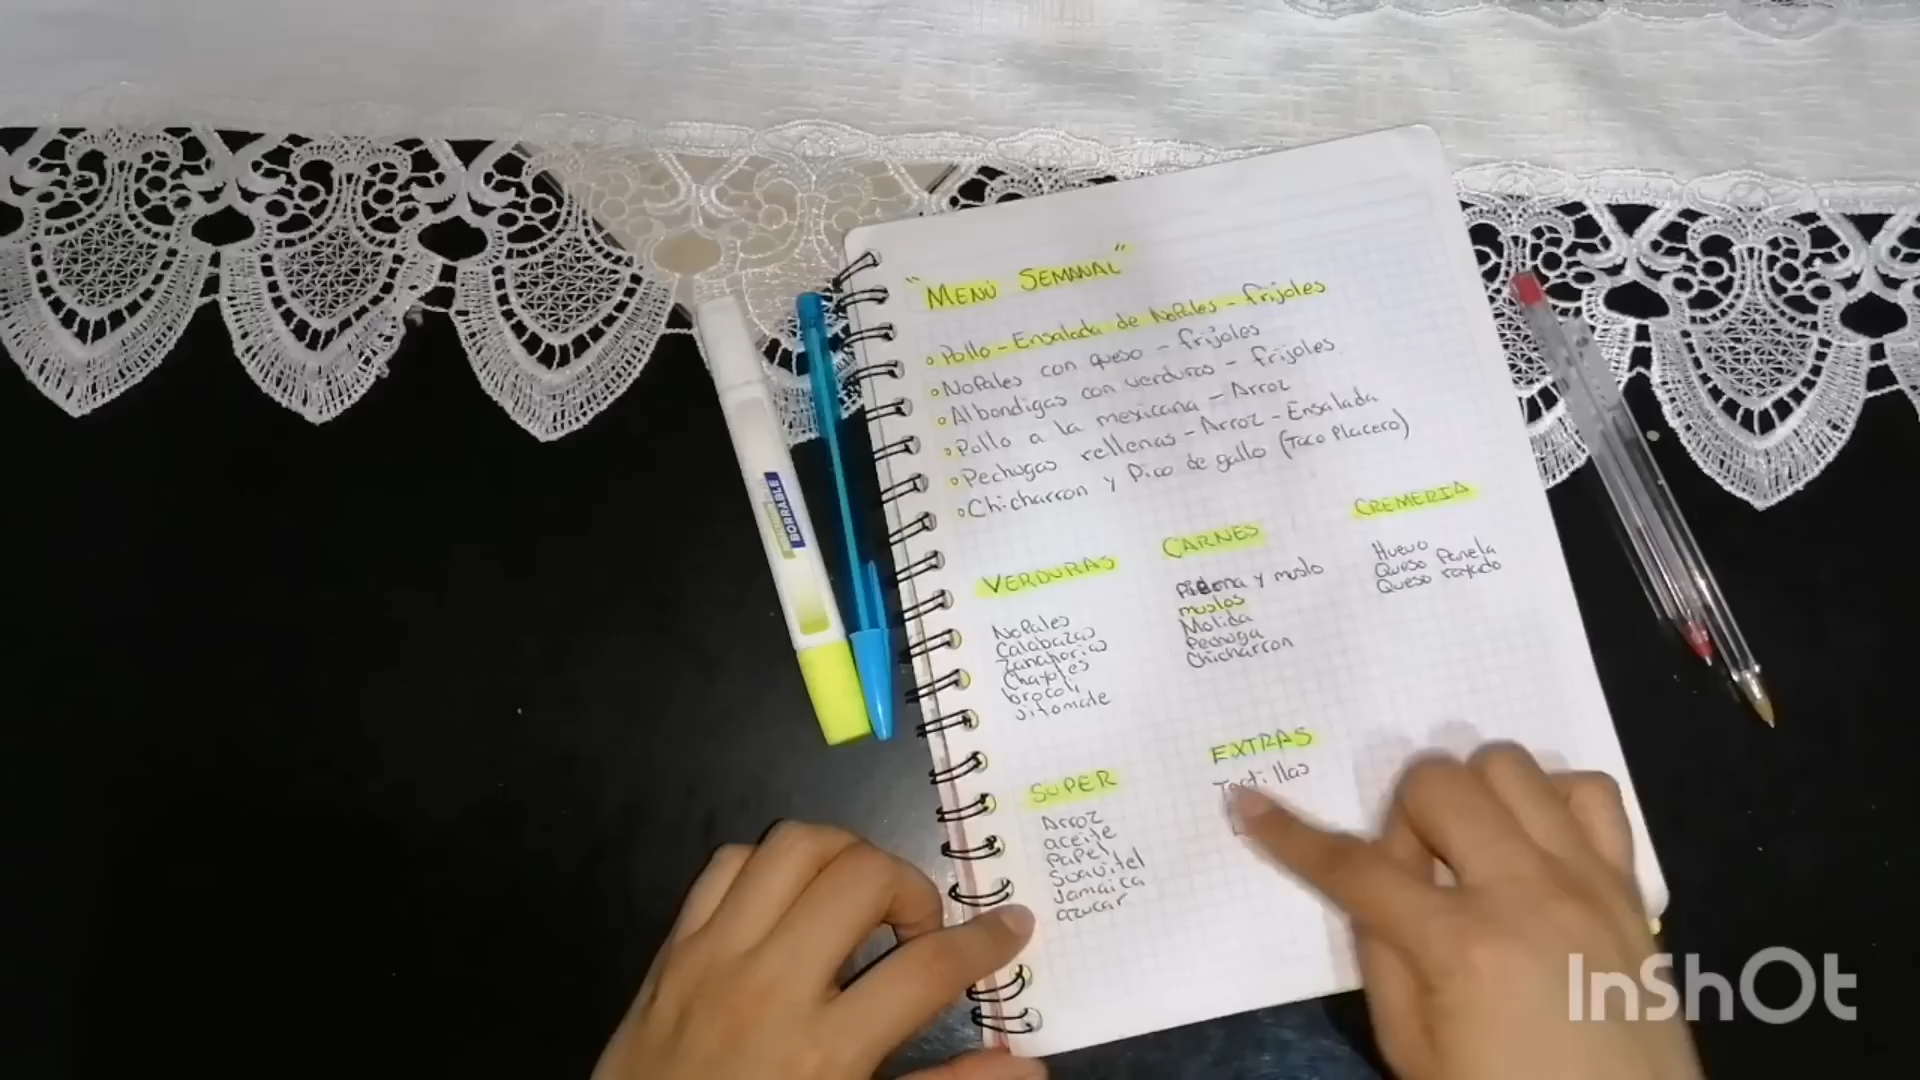 "MENÚ SEMANAL"
Pollo - Ensalada de Nopales - frijoles
Nopales con queso - frijoles
Albondigas con verduras - frijoles
Pollo a la mexicana - Arroz
Pechugas rellenas - Arroz - Ensalada
Chicharron y Pico de gallo (Taco Placero)
VERDURAS
Nopales
Calabazas
Zanahorias
Chayotes
brocoli
jitomate
CARNES
Pierna y muslo
muslos
Molida
Pechuga
Chicharron
CREMERIA
Huevo
Queso Panela
Queso rayado
SUPER
Arroz
aceite
Papel
Suavitel
Jamaica
azucar
EXTRAS
Tortillas
BORRABLE
InShOt